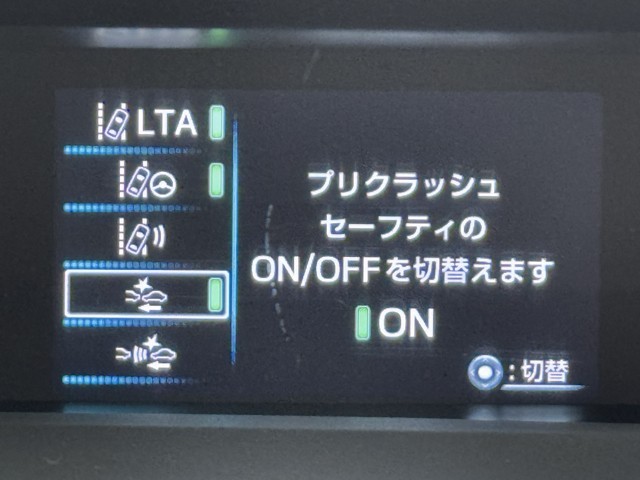 LTA
プリクラッシュ
セーフティの
ON/OFFを切替えます
ON
:切替